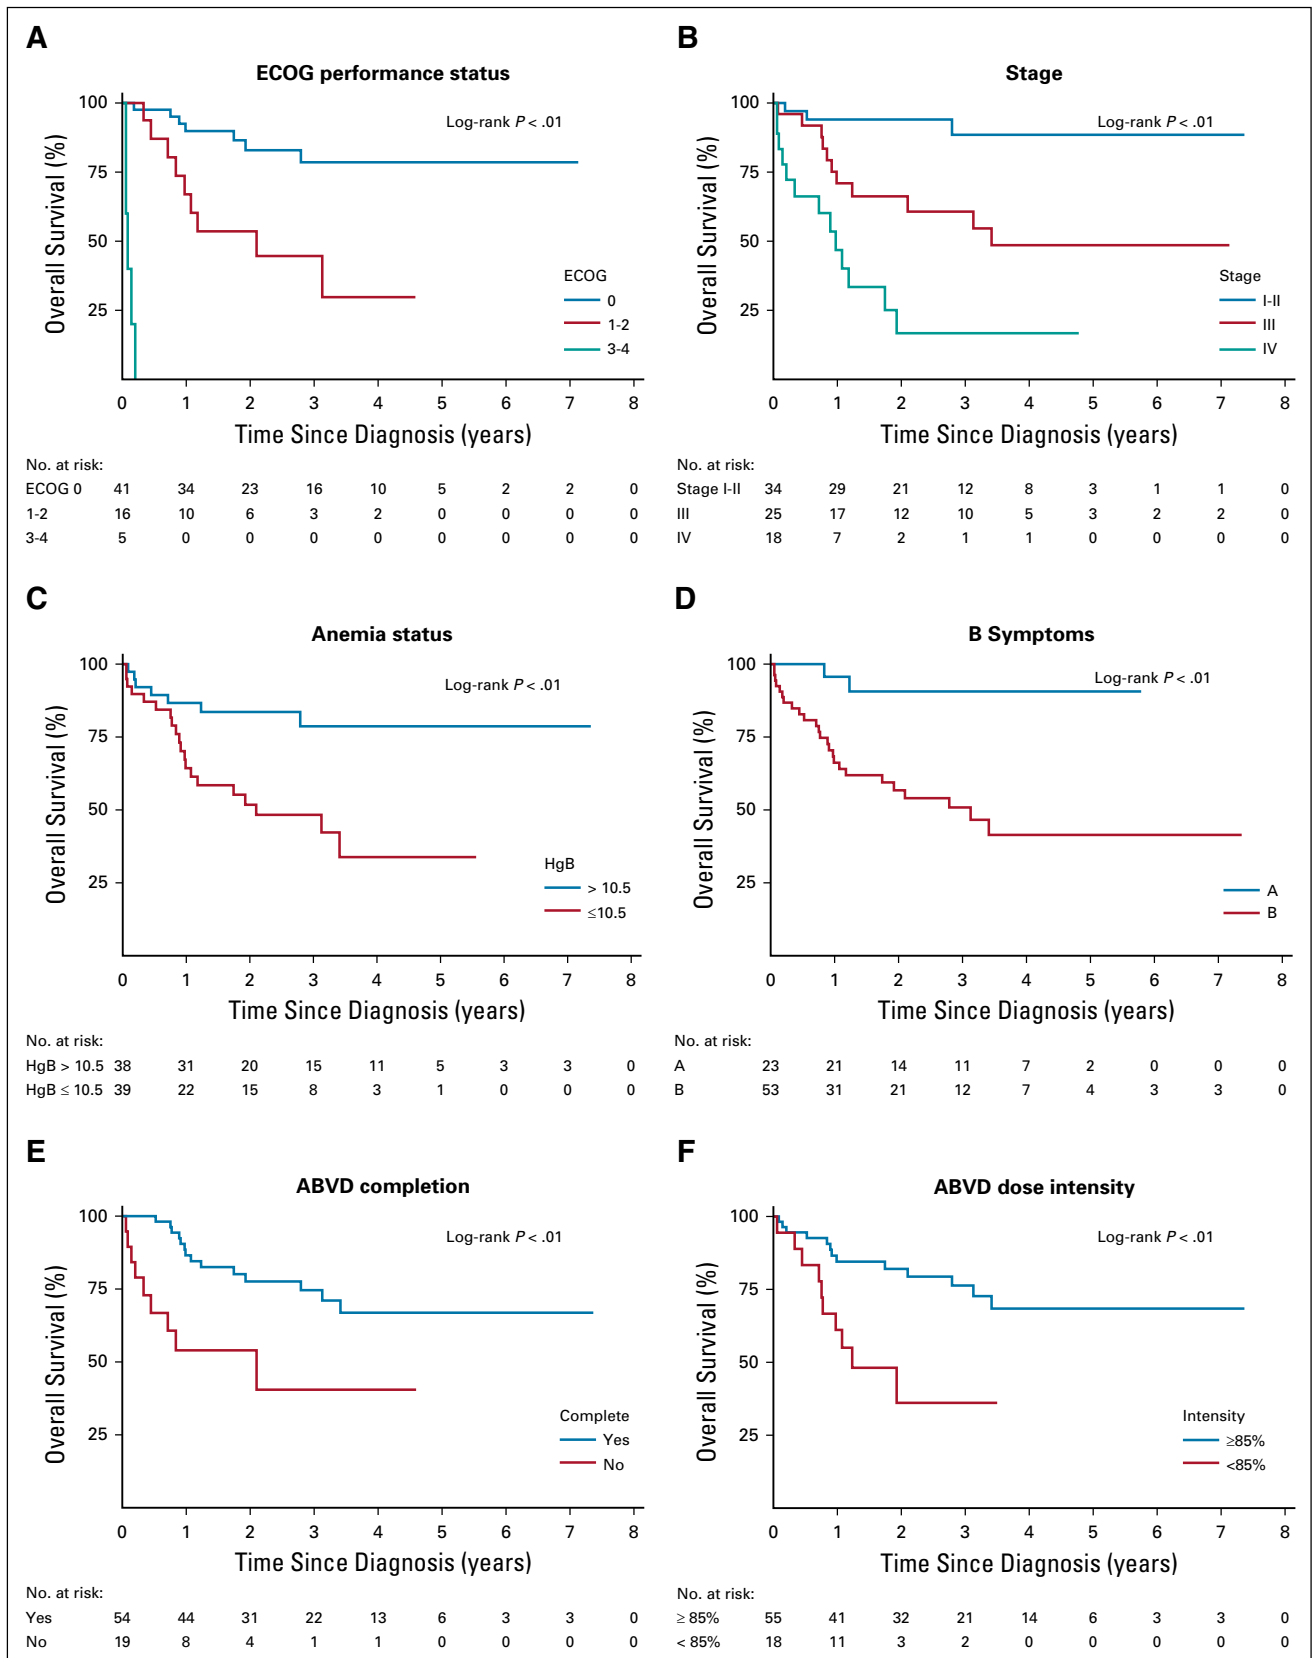 A
ECOG performance status
Log-rank P < .01
Overall Survival (%)
100
75
50
25
ECOG
0
1-2
3-4
0 1 2 3 4 5 6 7 8
Time Since Diagnosis (years)
No. at risk:
ECOG 0 41 34 23 16 10 5 2 2 0
1-2 16 10 6 3 2 0 0 0 0
3-4 5 0 0 0 0 0 0 0 0
B
Stage
Log-rank P < .01
Overall Survival (%)
100
75
50
25
Stage
I-II
III
IV
0 1 2 3 4 5 6 7 8
Time Since Diagnosis (years)
No. at risk:
Stage I-II 34 29 21 12 8 3 1 1 0
III 25 17 12 10 5 3 2 2 0
IV 18 7 2 1 1 0 0 0 0
C
Anemia status
Log-rank P < .01
Overall Survival (%)
100
75
50
25
HgB
> 10.5
≤10.5
0 1 2 3 4 5 6 7 8
Time Since Diagnosis (years)
No. at risk:
HgB > 10.5 38 31 20 15 11 5 3 3 0
HgB ≤ 10.5 39 22 15 8 3 1 0 0 0
D
B Symptoms
Log-rank P < .01
Overall Survival (%)
100
75
50
25
A
B
0 1 2 3 4 5 6 7 8
Time Since Diagnosis (years)
No. at risk:
A 23 21 14 11 7 2 0 0 0
B 53 31 21 12 7 4 3 3 0
E
ABVD completion
Log-rank P < .01
Overall Survival (%)
100
75
50
25
Complete
Yes
No
0 1 2 3 4 5 6 7 8
Time Since Diagnosis (years)
No. at risk:
Yes 54 44 31 22 13 6 3 3 0
No 19 8 4 1 1 0 0 0 0
F
ABVD dose intensity
Log-rank P < .01
Overall Survival (%)
100
75
50
25
Intensity
≥85%
<85%
0 1 2 3 4 5 6 7 8
Time Since Diagnosis (years)
No. at risk:
≥ 85% 55 41 32 21 14 6 3 3 0
< 85% 18 11 3 2 0 0 0 0 0